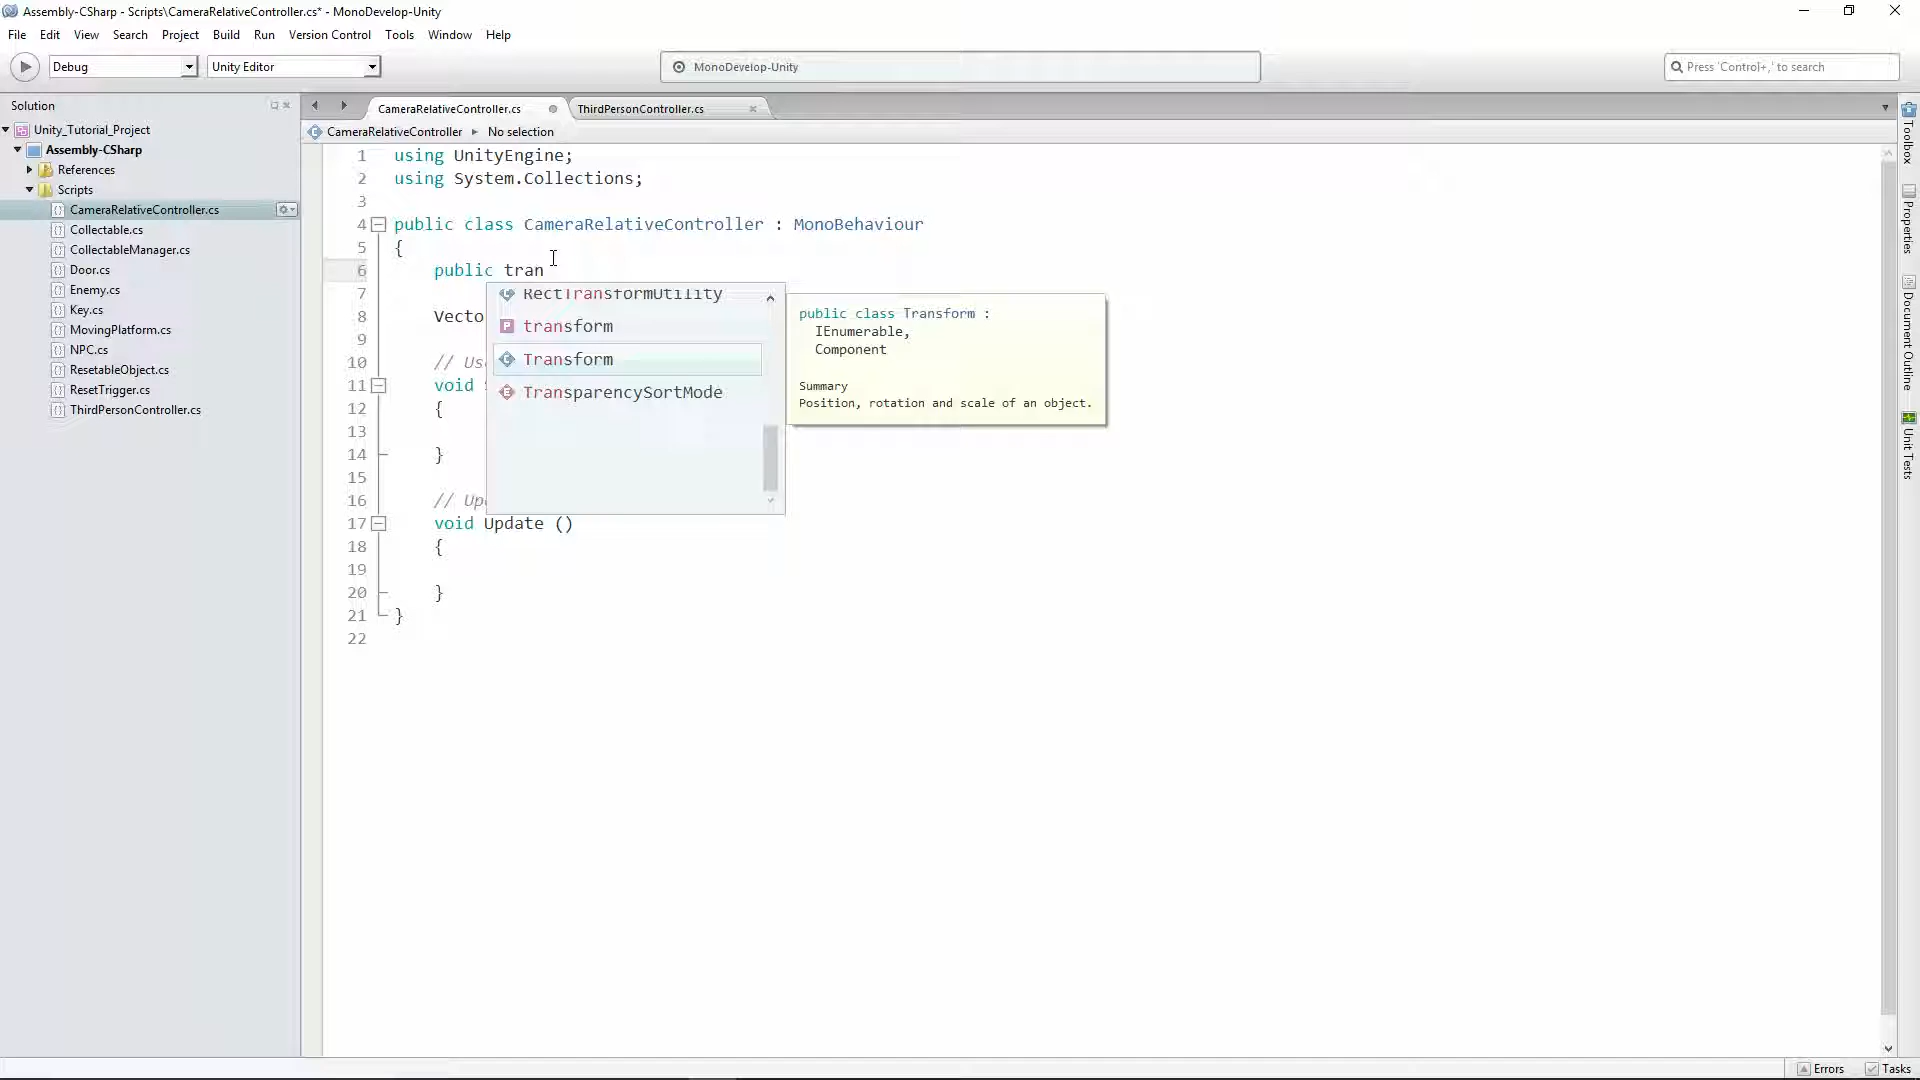 Assembly-CSharp - Scripts\CameraRelativeController.cs* - MonoDevelop-Unity
File Edit View Search Project Build Run Version Control Tools Window Help
Debug Unity Editor MonoDevelop-Unity Press 'Control+,' to search
Solution
Unity_Tutorial_Project
Assembly-CSharp
References
Scripts
CameraRelativeController.cs
Collectable.cs
CollectableManager.cs
Door.cs
Enemy.cs
Key.cs
MovingPlatform.cs
NPC.cs
ResetableObject.cs
ResetTrigger.cs
ThirdPersonController.cs
CameraRelativeController.cs ThirdPersonController.cs
CameraRelativeController No selection
1 using UnityEngine;
2 using System.Collections;
3
4 public class CameraRelativeController : MonoBehaviour
5 {
6 public tran
7
8 Vecto
9
10 // Us
11 void
12 {
13
14 }
15
16 // Up
17 void Update ()
18 {
19
20 }
21 }
22
RectTransformUtility
transform
Transform
TransparencySortMode
public class Transform :
IEnumerable,
Component
Summary
Position, rotation and scale of an object.
Toolbox
Properties
Document Outline
Unit Tests
Errors Tasks